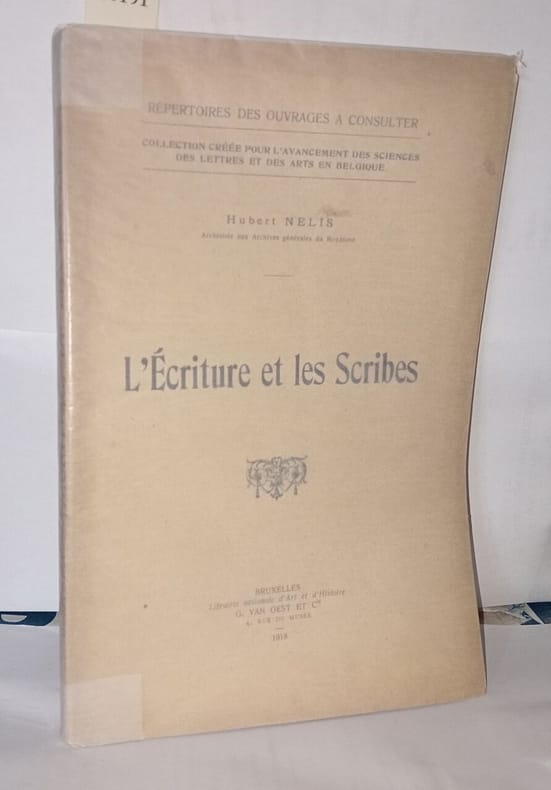 191
RÉPERTOIRES DES OUVRAGES A CONSULTER
COLLECTION CRÉÉE POUR L'AVANCEMENT DES SCIENCES
DES LETTRES ET DES ARTS EN BELGIQUE
Hubert NELIS
Archiviste aux Archives générales du Royaume
L'Écriture et les Scribes
BRUXELLES
Librairie nationale d'Art et d'Histoire
G. VAN OEST ET Cie
4, RUE DU MUSÉE
1918